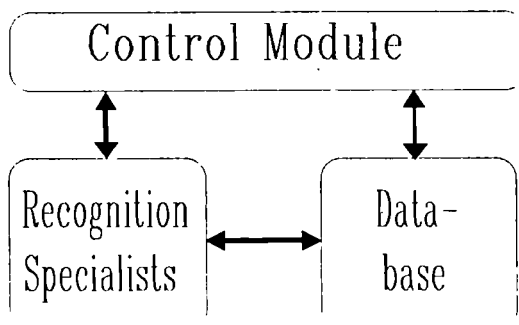 Control Module
Recognition
Specialists
Data-
base